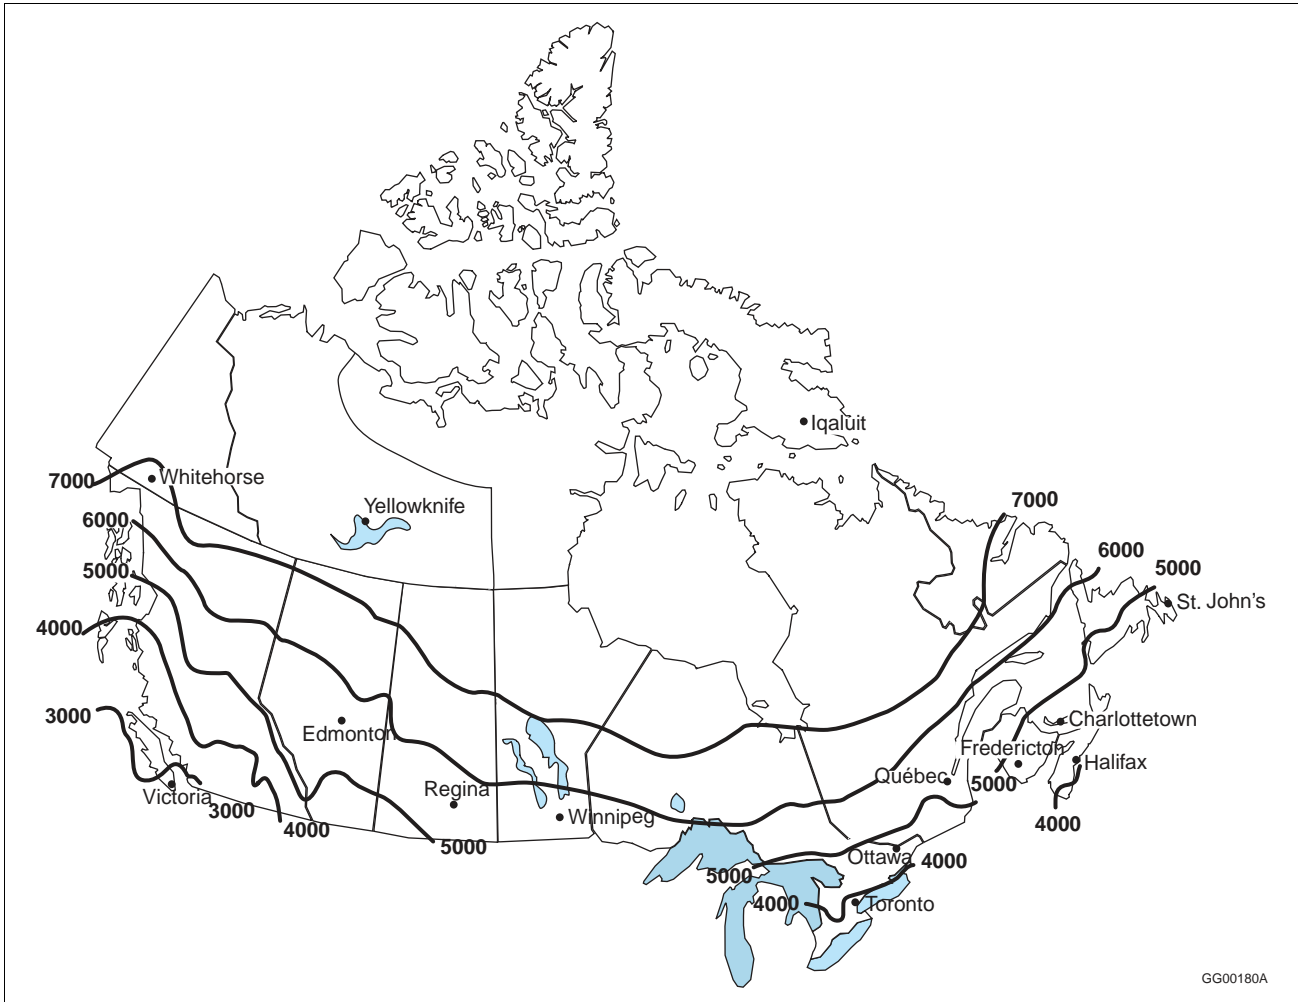 Iqaluit
7000 Whitehorse
7000
Yellowknife
6000
6000
5000
5000
St. John's
4000
3000
Charlottetown
Edmonton
Fredericton
Halifax
Québec
5000
Regina
Victoria
3000
Winnipeg
4000
4000
5000
Ottawa
4000
5000
4000
Toronto
GG00180A